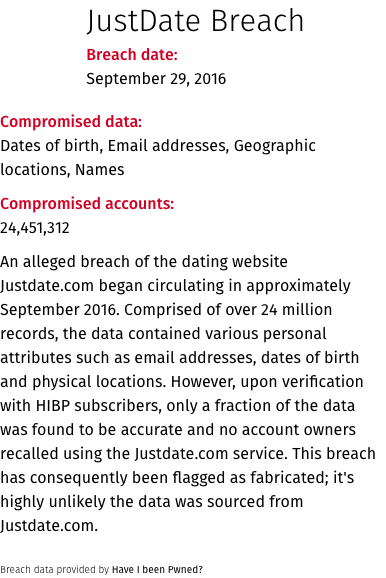 JustDate Breach
Breach date:
September 29, 2016
Compromised data:
Dates of birth, Email addresses, Geographic
locations, Names
Compromised accounts:
24,451,312
An alleged breach of the dating website
Justdate.com began circulating in approximately
September 2016. Comprised of over 24 million
records, the data contained various personal
attributes such as email addresses, dates of birth
and physical locations. However, upon verification
with HIBP subscribers, only a fraction of the data
was found to be accurate and no account owners
recalled using the Justdate.com service. This breach
has consequently been flagged as fabricated; it's
highly unlikely the data was sourced from
Justdate.com.
Breach data provided by Have I been Pwned?